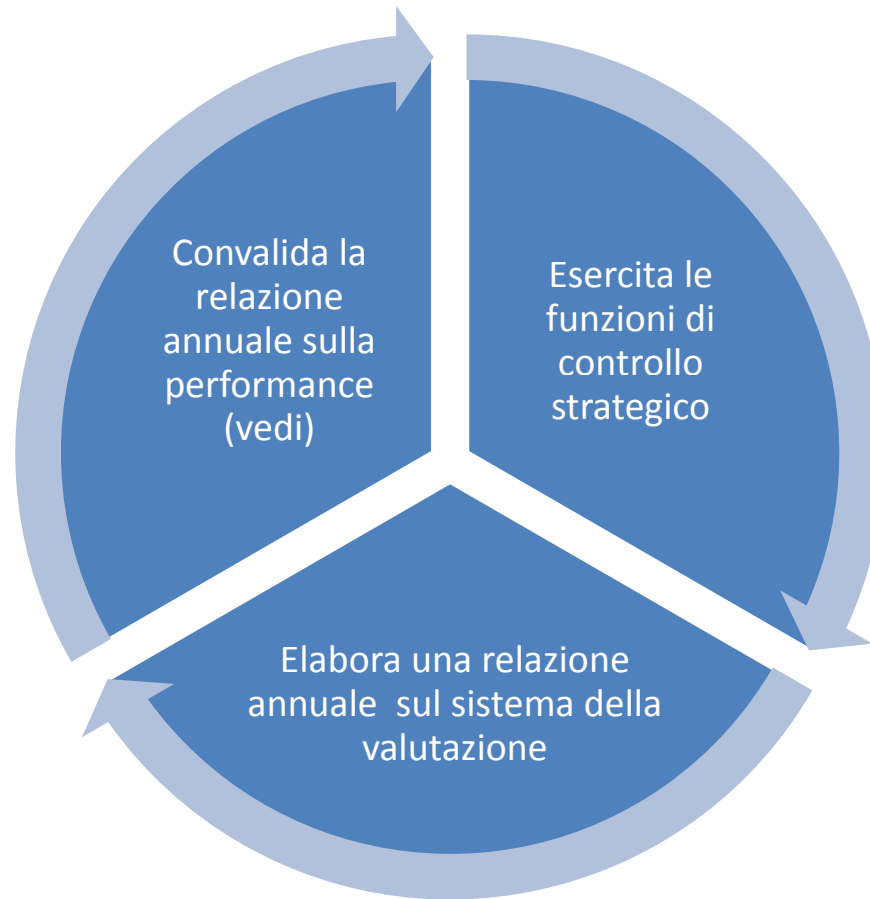 Convalida la
relazione
annuale sulla
performance
(vedi)
Esercita le
funzioni di
controllo
strategico
Elabora una relazione
annuale  sul sistema della
valutazione